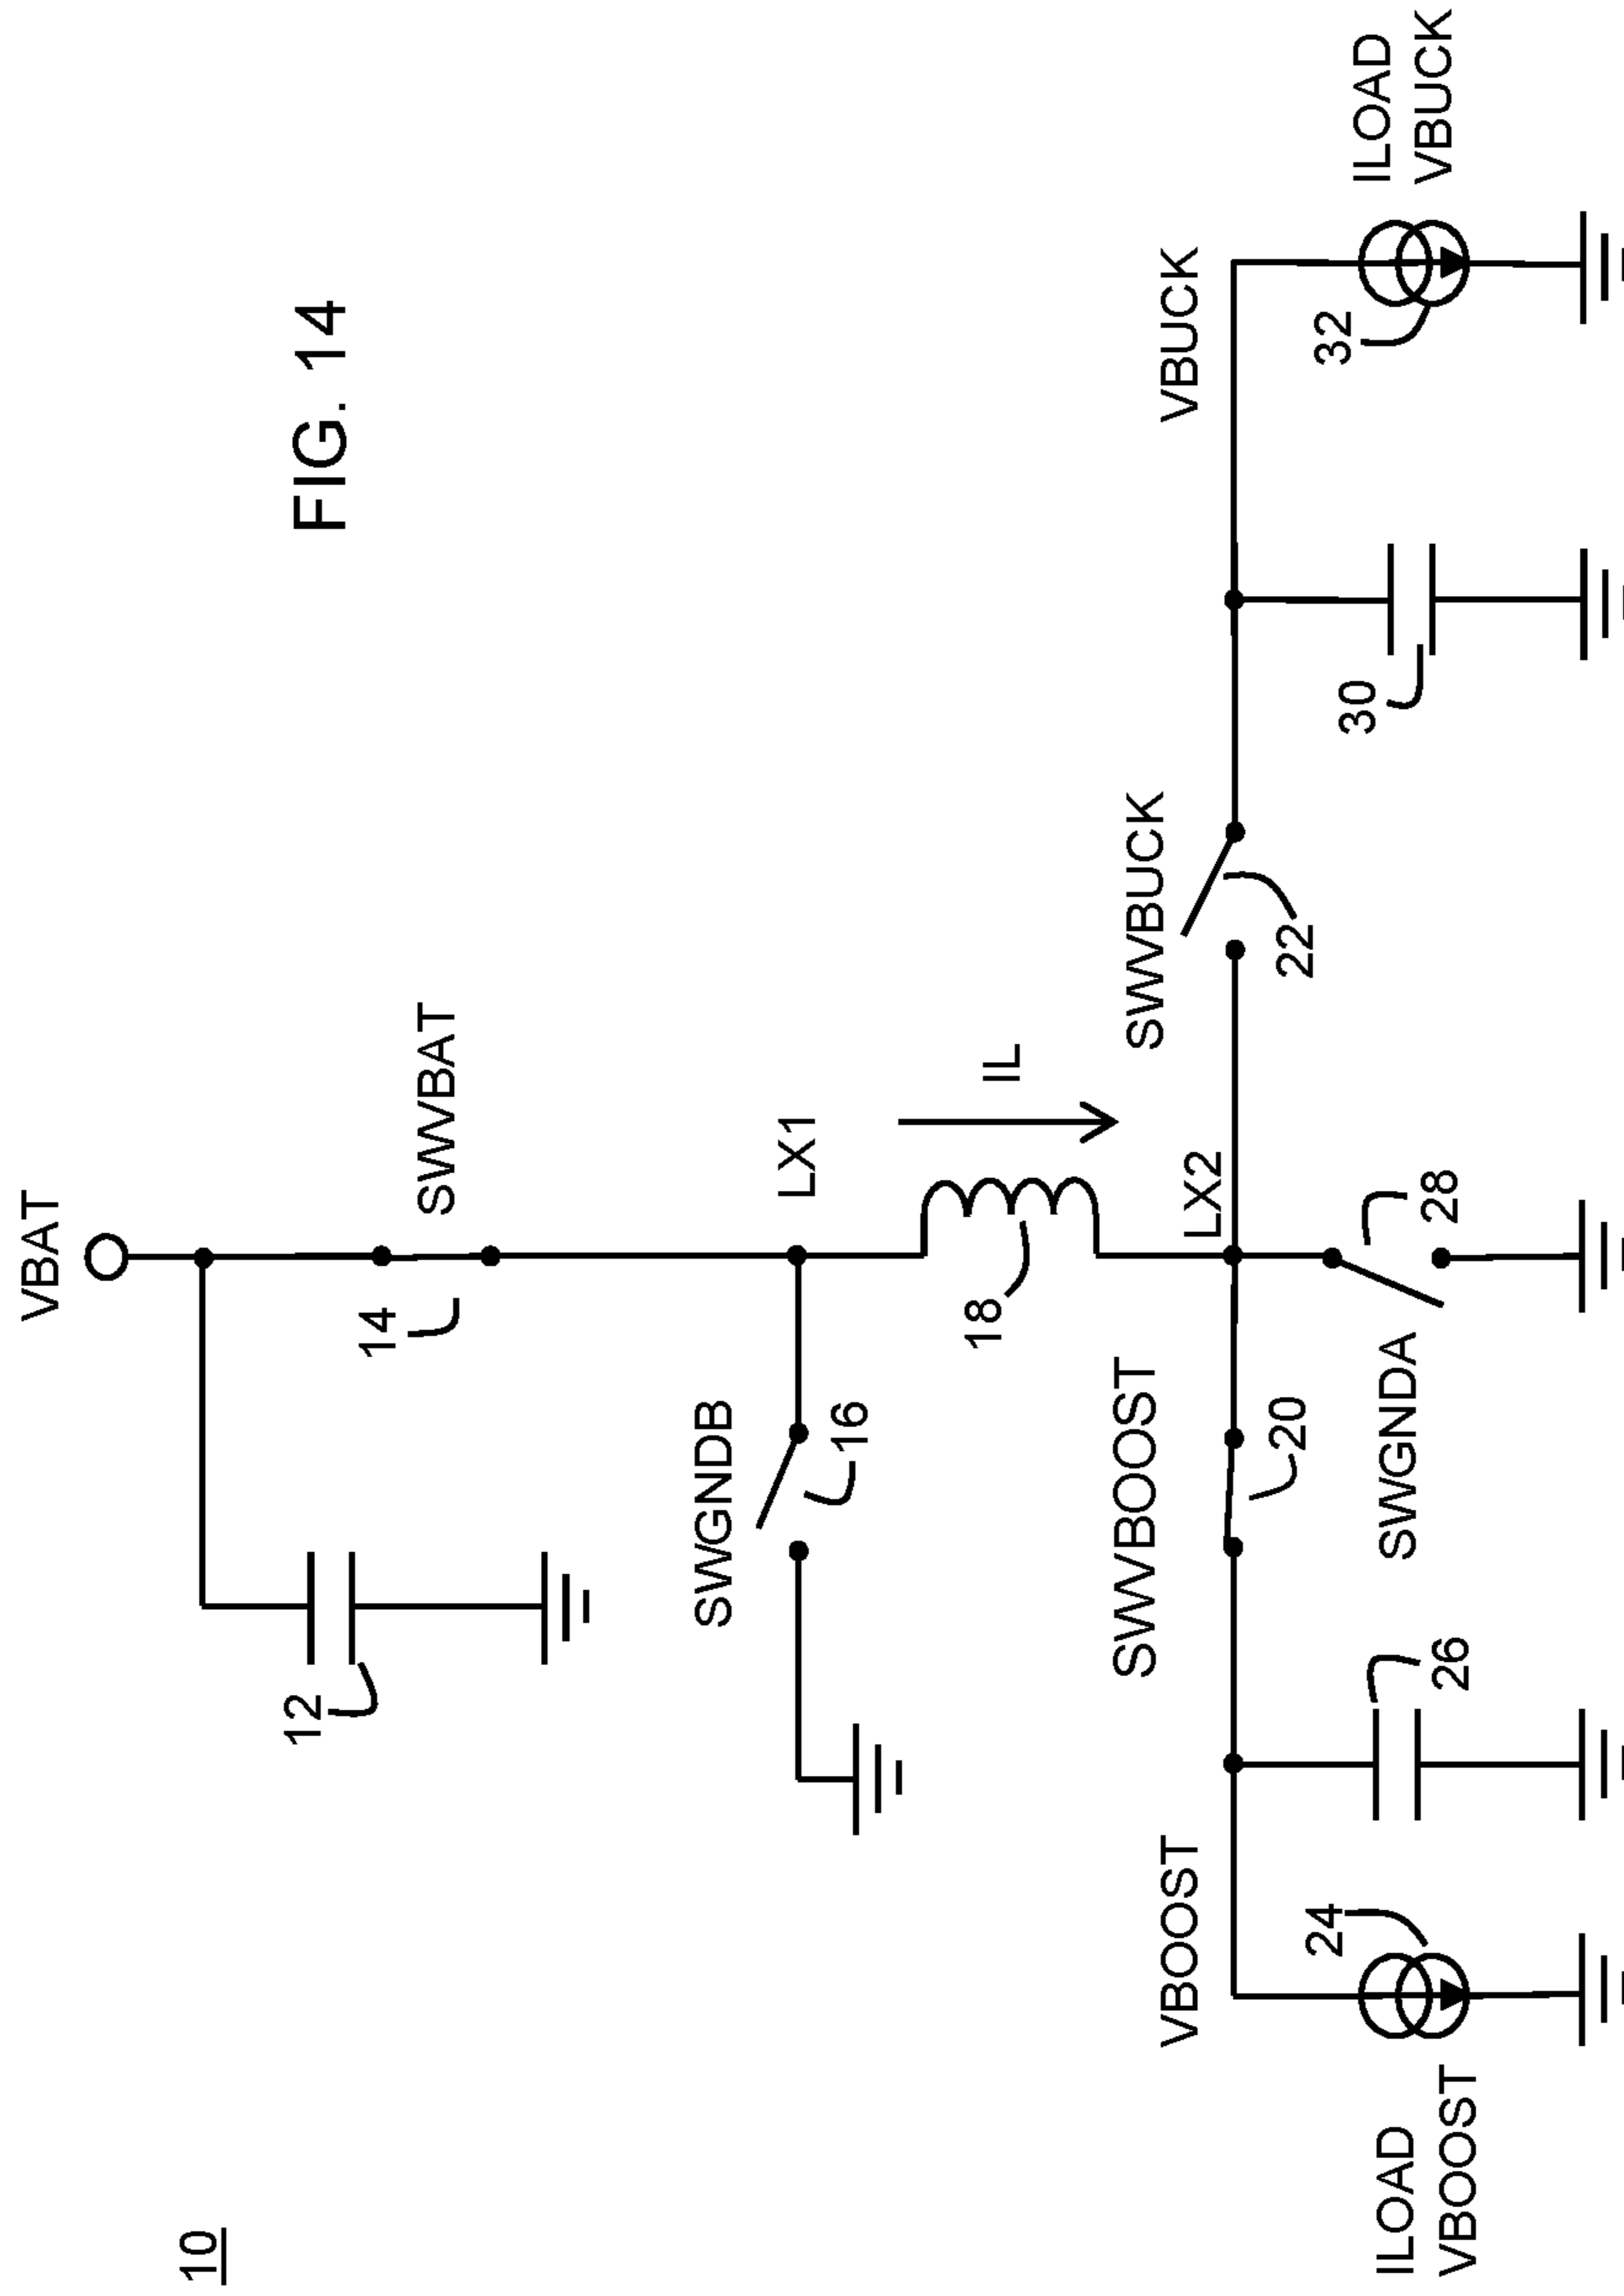 10
FIG. 14
VBAT
12
14
SWVBAT
SWGNDB
16
LX1
18
IL
LX2
SWVBOOST
20
SWVBUCK
22
VBOOST
VBUCK
24
26
28
SWGNDA
30
32
ILOAD
VBOOST
ILOAD
VBUCK